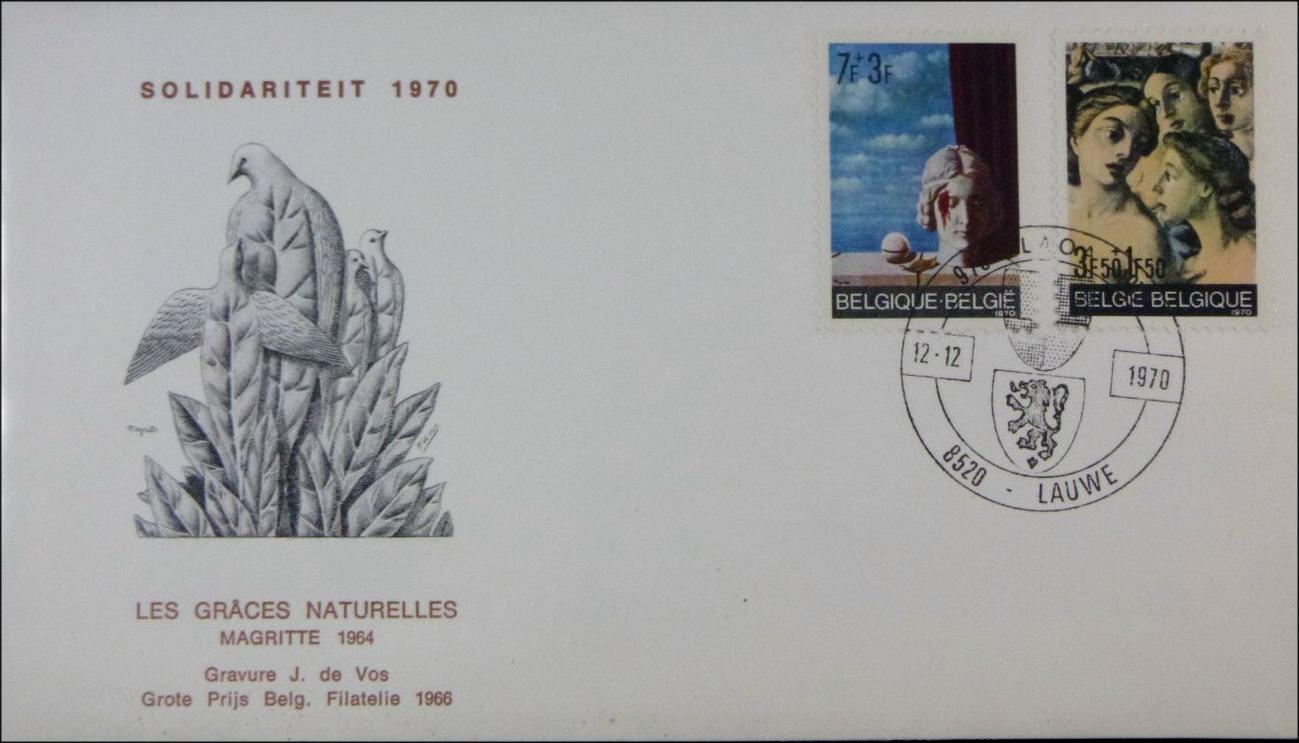 SOLIDARITEIT 1970
Magritte
LES GRÂCES NATURELLES
MAGRITTE 1964
Gravure J. de Vos
Grote Prijs Belg. Filatelie 1966
7F+3F
BELGIQUE·BELGIË
1970
3F50+1F50
BELGIË BELGIQUE
1970
12·12
1970
8520 - LAUWE